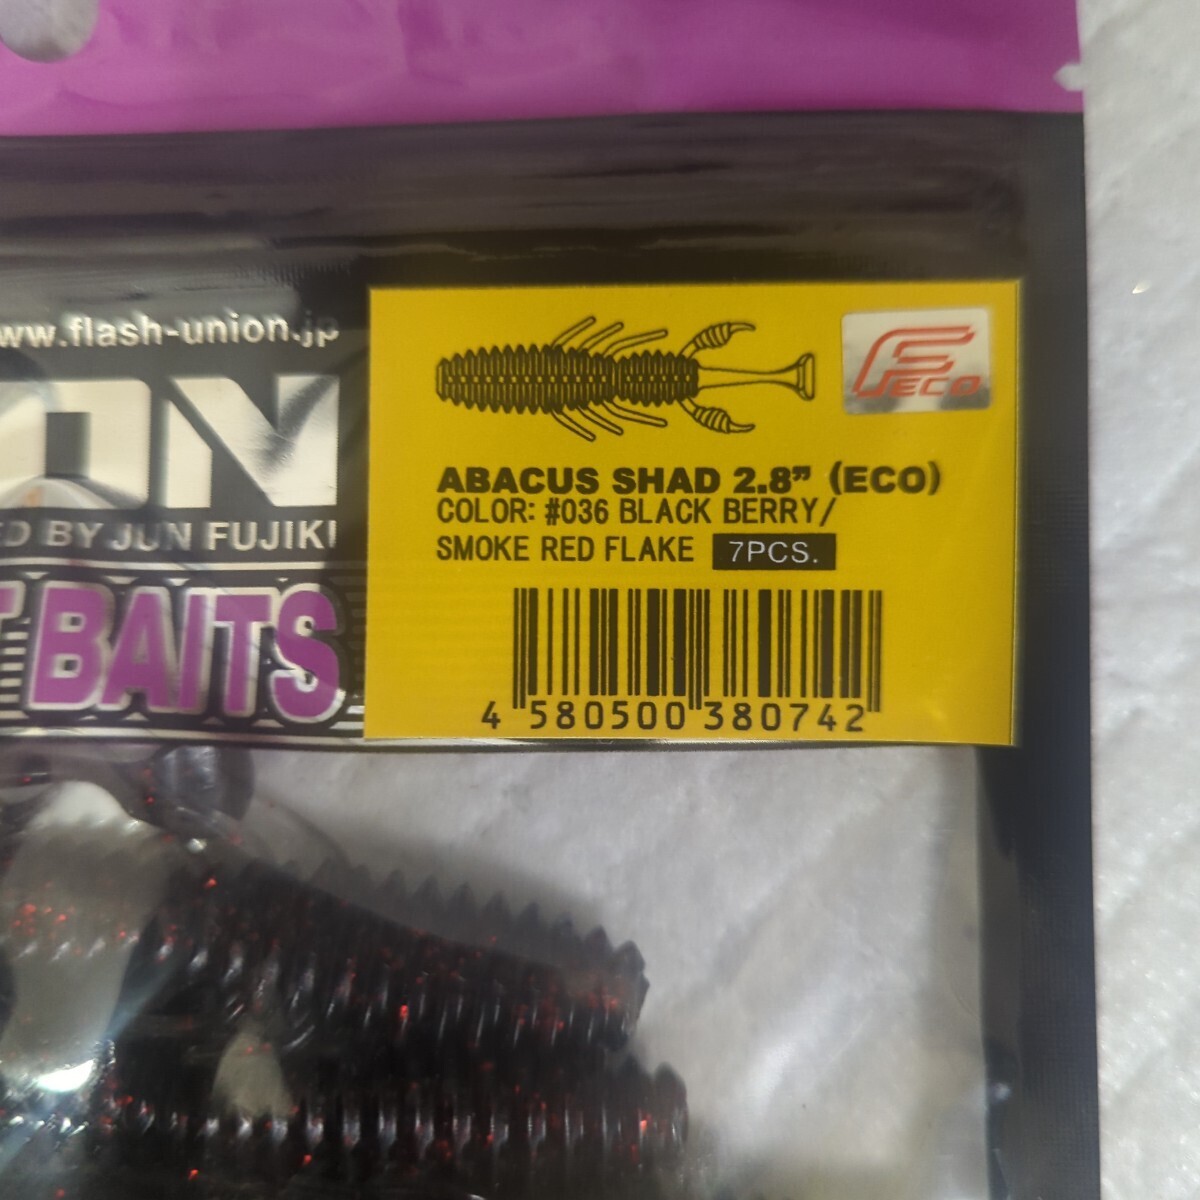 www.flash-union.jp
ION
ED BY JUN FUJIKI
T BAITS
F ECO
ABACUS SHAD 2.8” (ECO)
COLOR: #036 BLACK BERRY/
SMOKE RED FLAKE 7PCS.
4 580500 380742